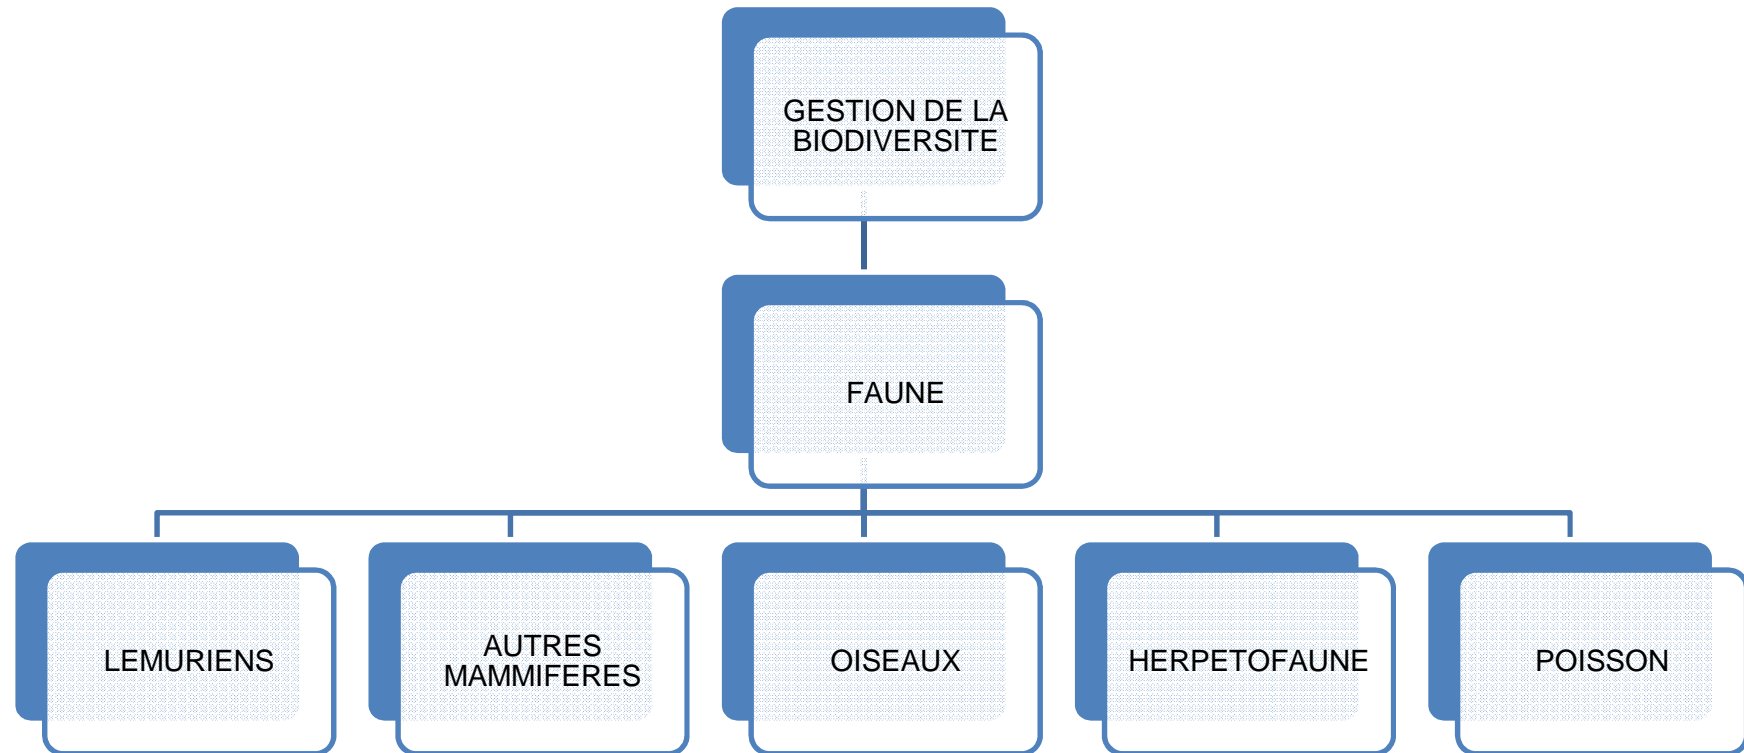 GESTION DE LA
BIODIVERSITE
FAUNE
LEMURIENS
AUTRES
MAMMIFERES
OISEAUX
HERPETOFAUNE
POISSON